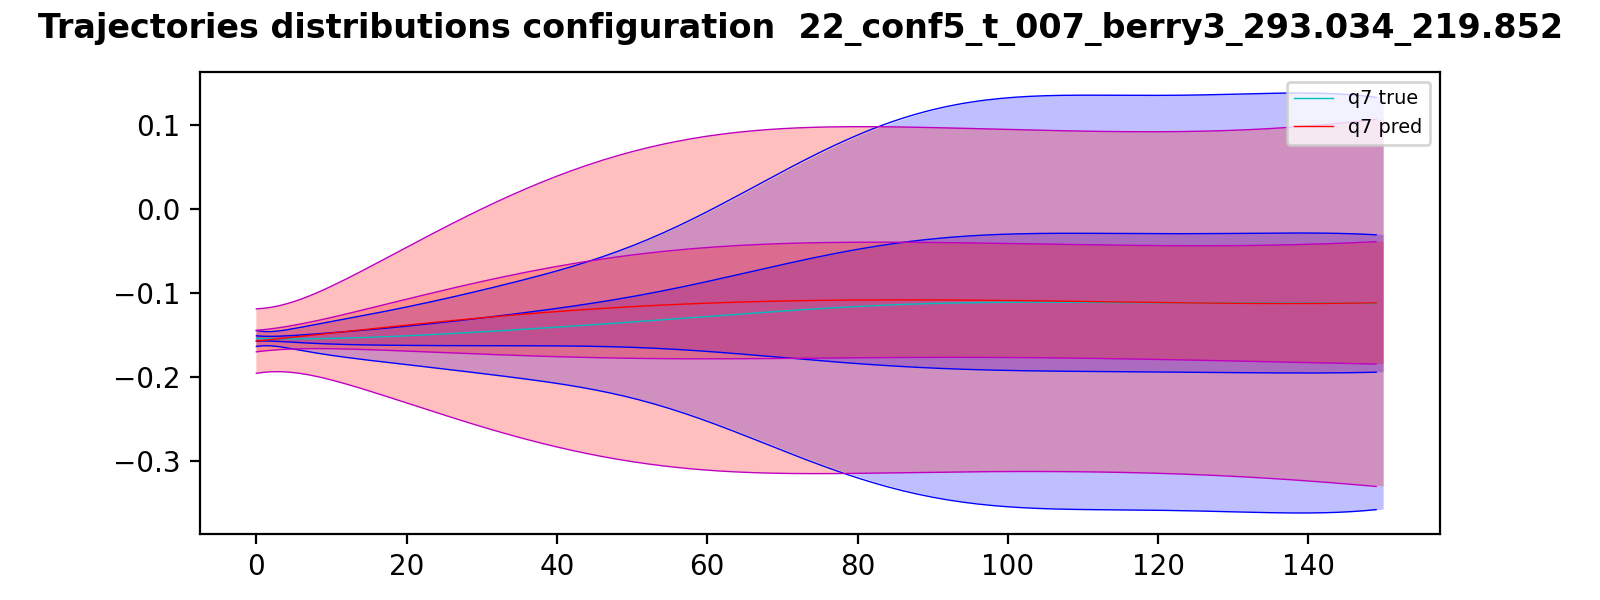 Trajectories distributions configuration  22_conf5_t_007_berry3_293.034_219.852
q7 true
q7 pred
0.1
0.0
−0.1
−0.2
−0.3
0 20 40 60 80 100 120 140